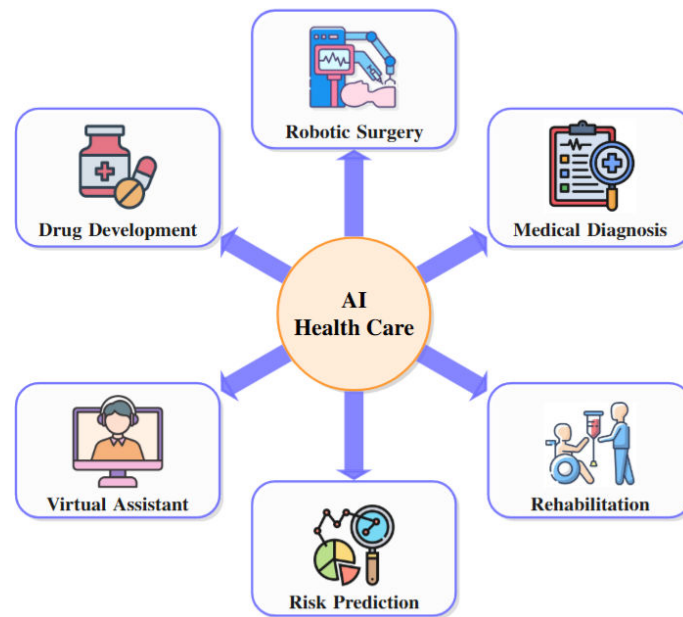 Robotic Surgery
Drug Development
Medical Diagnosis
AI
Health Care
Virtual Assistant
Rehabilitation
Risk Prediction